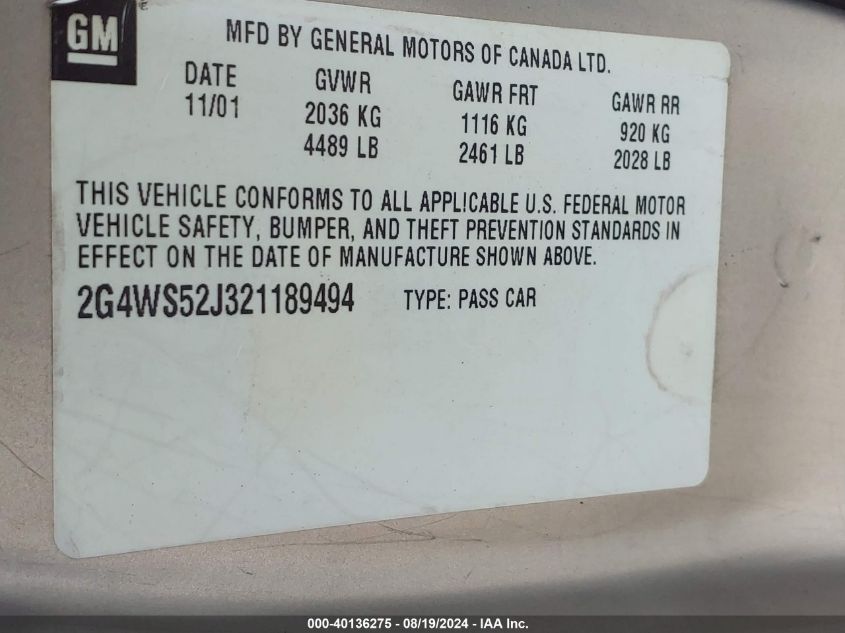 GM
MFD BY GENERAL MOTORS OF CANADA LTD.
DATE GVWR GAWR FRT GAWR RR
11/01 2036 KG 1116 KG 920 KG
4489 LB 2461 LB 2028 LB
THIS VEHICLE CONFORMS TO ALL APPLICABLE U.S. FEDERAL MOTOR
VEHICLE SAFETY, BUMPER, AND THEFT PREVENTION STANDARDS IN
EFFECT ON THE DATE OF MANUFACTURE SHOWN ABOVE.
2G4WS52J321189494 TYPE: PASS CAR
000-40136275 - 08/19/2024 - IAA Inc.